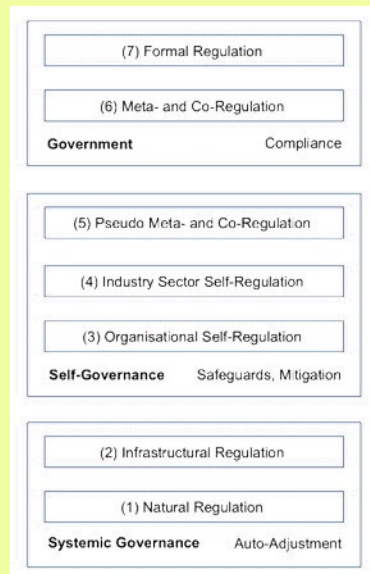 (7) Formal Regulation
(6) Meta- and Co-Regulation
Government Compliance
(5) Pseudo Meta- and Co-Regulation
(4) Industry Sector Self-Regulation
(3) Organisational Self-Regulation
Self-Governance Safeguards, Mitigation
(2) Infrastructural Regulation
(1) Natural Regulation
Systemic Governance Auto-Adjustment